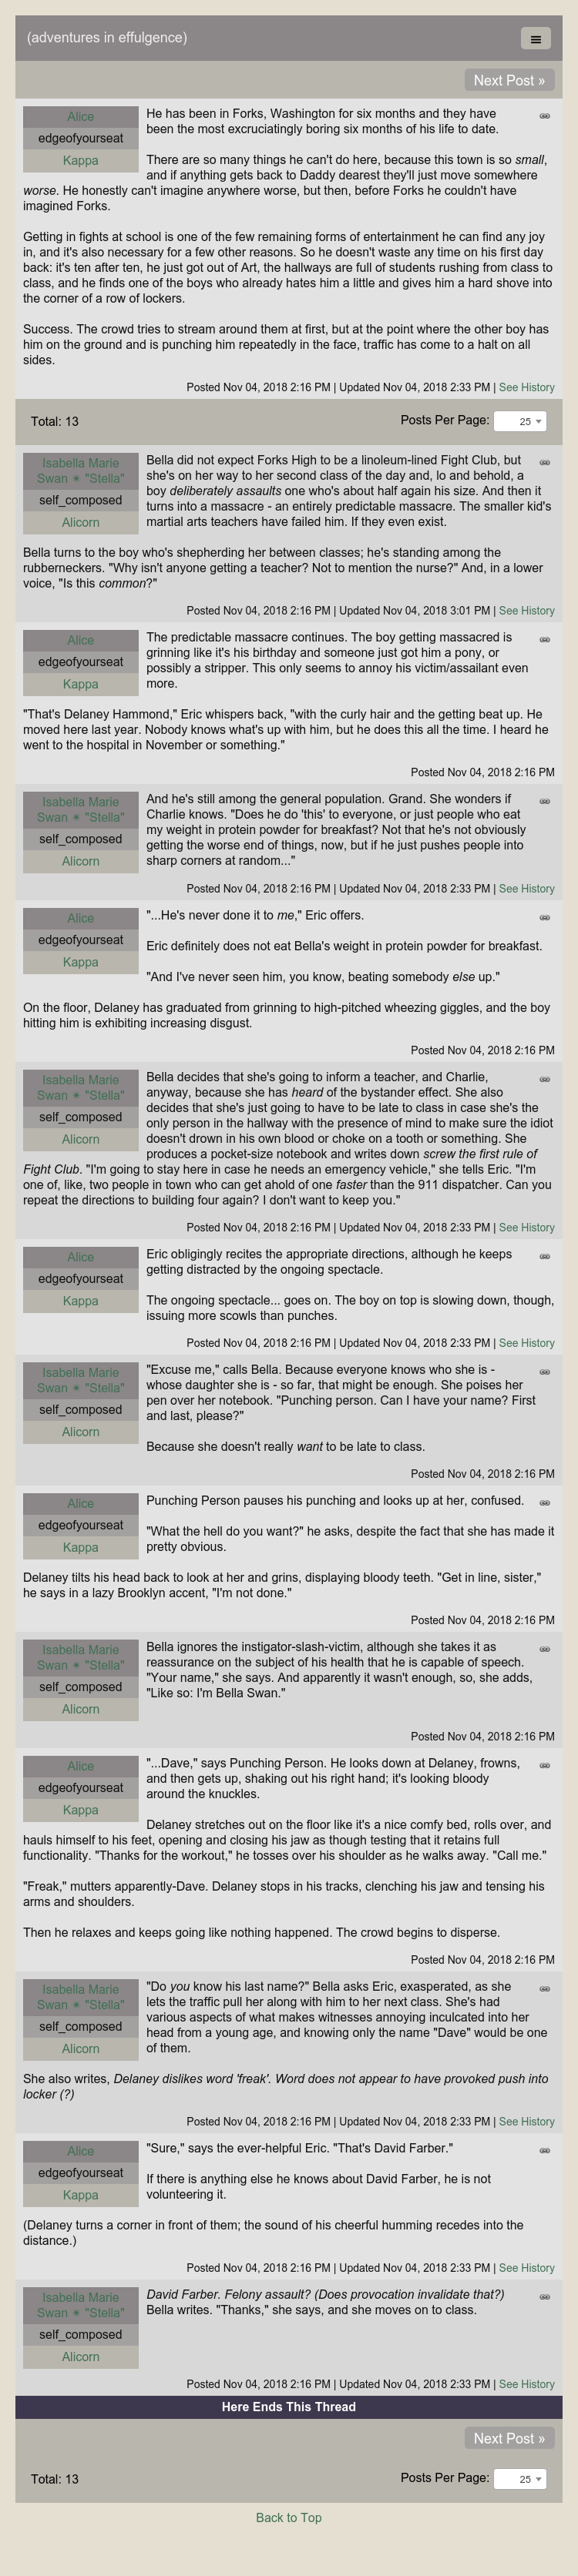 (adventures in effulgence)
Next Post »
Alice
edgeofyourseat
Kappa
He has been in Forks, Washington for six months and they have
been the most excruciatingly boring six months of his life to date.
There are so many things he can't do here, because this town is so small,
and if anything gets back to Daddy dearest they'll just move somewhere
worse. He honestly can't imagine anywhere worse, but then, before Forks he couldn't have
imagined Forks.
Getting in fights at school is one of the few remaining forms of entertainment he can find any joy
in, and it's also necessary for a few other reasons. So he doesn't waste any time on his first day
back: it's ten after ten, he just got out of Art, the hallways are full of students rushing from class to
class, and he finds one of the boys who already hates him a little and gives him a hard shove into
the corner of a row of lockers.
Success. The crowd tries to stream around them at first, but at the point where the other boy has
him on the ground and is punching him repeatedly in the face, traffic has come to a halt on all
sides.
Posted Nov 04, 2018 2:16 PM | Updated Nov 04, 2018 2:33 PM | See History
Total: 13
Posts Per Page: 25
Isabella Marie
Swan ✴ "Stella"
self_composed
Alicorn
Bella did not expect Forks High to be a linoleum-lined Fight Club, but
she's on her way to her second class of the day and, lo and behold, a
boy deliberately assaults one who's about half again his size. And then it
turns into a massacre - an entirely predictable massacre. The smaller kid's
martial arts teachers have failed him. If they even exist.
Bella turns to the boy who's shepherding her between classes; he's standing among the
rubberneckers. "Why isn't anyone getting a teacher? Not to mention the nurse?" And, in a lower
voice, "Is this common?"
Posted Nov 04, 2018 2:16 PM | Updated Nov 04, 2018 3:01 PM | See History
Alice
edgeofyourseat
Kappa
The predictable massacre continues. The boy getting massacred is
grinning like it's his birthday and someone just got him a pony, or
possibly a stripper. This only seems to annoy his victim/assailant even
more.
"That's Delaney Hammond," Eric whispers back, "with the curly hair and the getting beat up. He
moved here last year. Nobody knows what's up with him, but he does this all the time. I heard he
went to the hospital in November or something."
Posted Nov 04, 2018 2:16 PM
Isabella Marie
Swan ✴ "Stella"
self_composed
Alicorn
And he's still among the general population. Grand. She wonders if
Charlie knows. "Does he do 'this' to everyone, or just people who eat
my weight in protein powder for breakfast? Not that he's not obviously
getting the worse end of things, now, but if he just pushes people into
sharp corners at random..."
Posted Nov 04, 2018 2:16 PM | Updated Nov 04, 2018 2:33 PM | See History
Alice
edgeofyourseat
Kappa
"...He's never done it to me," Eric offers.
Eric definitely does not eat Bella's weight in protein powder for breakfast.
"And I've never seen him, you know, beating somebody else up."
On the floor, Delaney has graduated from grinning to high-pitched wheezing giggles, and the boy
hitting him is exhibiting increasing disgust.
Posted Nov 04, 2018 2:16 PM
Isabella Marie
Swan ✴ "Stella"
self_composed
Alicorn
Bella decides that she's going to inform a teacher, and Charlie,
anyway, because she has heard of the bystander effect. She also
decides that she's just going to have to be late to class in case she's the
only person in the hallway with the presence of mind to make sure the idiot
doesn't drown in his own blood or choke on a tooth or something. She
produces a pocket-size notebook and writes down screw the first rule of
Fight Club. "I'm going to stay here in case he needs an emergency vehicle," she tells Eric. "I'm
one of, like, two people in town who can get ahold of one faster than the 911 dispatcher. Can you
repeat the directions to building four again? I don't want to keep you."
Posted Nov 04, 2018 2:16 PM | Updated Nov 04, 2018 2:33 PM | See History
Alice
edgeofyourseat
Kappa
Eric obligingly recites the appropriate directions, although he keeps
getting distracted by the ongoing spectacle.
The ongoing spectacle... goes on. The boy on top is slowing down, though,
issuing more scowls than punches.
Posted Nov 04, 2018 2:16 PM | Updated Nov 04, 2018 2:33 PM | See History
Isabella Marie
Swan ✴ "Stella"
self_composed
Alicorn
"Excuse me," calls Bella. Because everyone knows who she is -
whose daughter she is - so far, that might be enough. She poises her
pen over her notebook. "Punching person. Can I have your name? First
and last, please?"
Because she doesn't really want to be late to class.
Posted Nov 04, 2018 2:16 PM
Alice
edgeofyourseat
Kappa
Punching Person pauses his punching and looks up at her, confused.
"What the hell do you want?" he asks, despite the fact that she has made it
pretty obvious.
Delaney tilts his head back to look at her and grins, displaying bloody teeth. "Get in line, sister,"
he says in a lazy Brooklyn accent, "I'm not done."
Posted Nov 04, 2018 2:16 PM
Isabella Marie
Swan ✴ "Stella"
self_composed
Alicorn
Bella ignores the instigator-slash-victim, although she takes it as
reassurance on the subject of his health that he is capable of speech.
"Your name," she says. And apparently it wasn't enough, so, she adds,
"Like so: I'm Bella Swan."
Posted Nov 04, 2018 2:16 PM
Alice
edgeofyourseat
Kappa
"...Dave," says Punching Person. He looks down at Delaney, frowns,
and then gets up, shaking out his right hand; it's looking bloody
around the knuckles.
Delaney stretches out on the floor like it's a nice comfy bed, rolls over, and
hauls himself to his feet, opening and closing his jaw as though testing that it retains full
functionality. "Thanks for the workout," he tosses over his shoulder as he walks away. "Call me."
"Freak," mutters apparently-Dave. Delaney stops in his tracks, clenching his jaw and tensing his
arms and shoulders.
Then he relaxes and keeps going like nothing happened. The crowd begins to disperse.
Posted Nov 04, 2018 2:16 PM
Isabella Marie
Swan ✴ "Stella"
self_composed
Alicorn
"Do you know his last name?" Bella asks Eric, exasperated, as she
lets the traffic pull her along with him to her next class. She's had
various aspects of what makes witnesses annoying inculcated into her
head from a young age, and knowing only the name "Dave" would be one
of them.
She also writes, Delaney dislikes word 'freak'. Word does not appear to have provoked push into
locker (?)
Posted Nov 04, 2018 2:16 PM | Updated Nov 04, 2018 2:33 PM | See History
Alice
edgeofyourseat
Kappa
"Sure," says the ever-helpful Eric. "That's David Farber."
If there is anything else he knows about David Farber, he is not
volunteering it.
(Delaney turns a corner in front of them; the sound of his cheerful humming recedes into the
distance.)
Posted Nov 04, 2018 2:16 PM | Updated Nov 04, 2018 2:33 PM | See History
Isabella Marie
Swan ✴ "Stella"
self_composed
Alicorn
David Farber. Felony assault? (Does provocation invalidate that?)
Bella writes. "Thanks," she says, and she moves on to class.
Posted Nov 04, 2018 2:16 PM | Updated Nov 04, 2018 2:33 PM | See History
Here Ends This Thread
Next Post »
Total: 13
Posts Per Page: 25
Back to Top